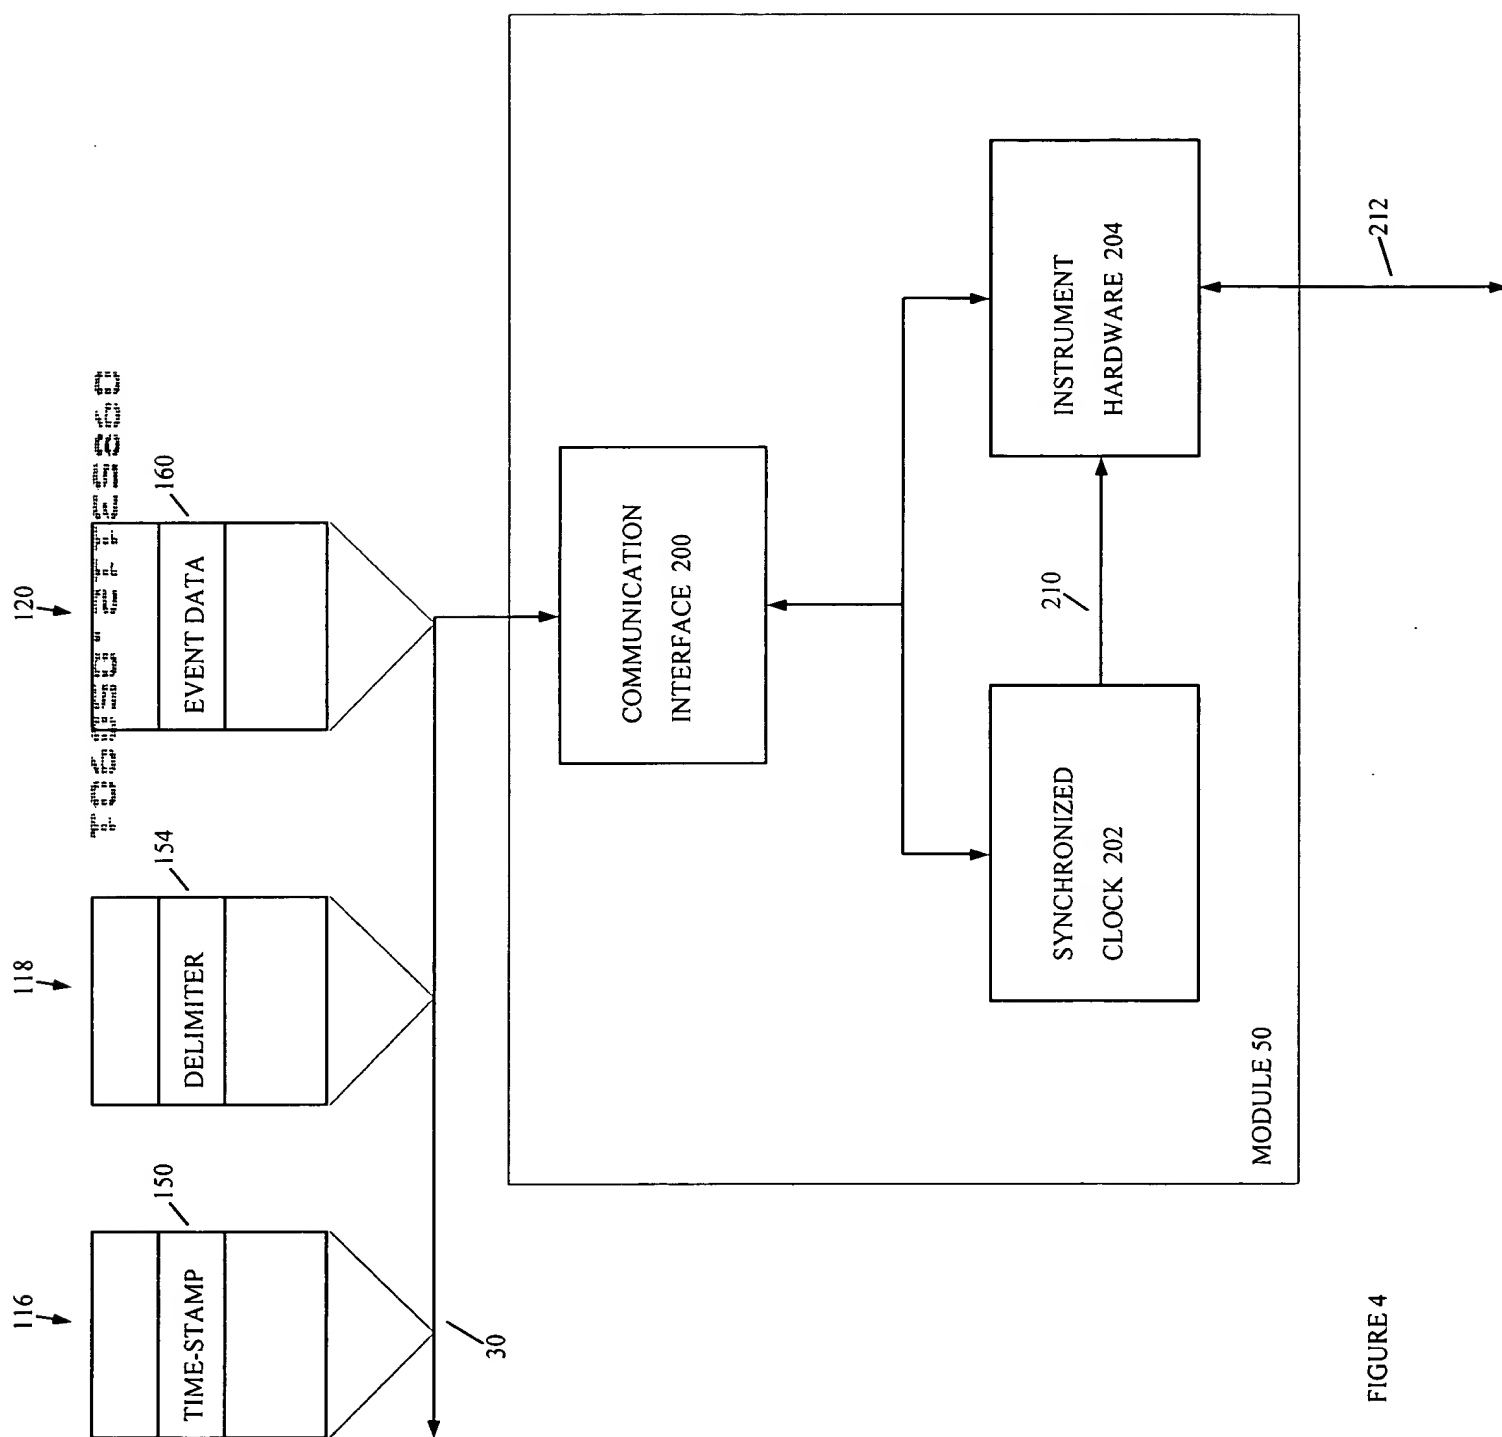 116
118
120
150
154
160
TIME-STAMP
DELIMITER
EVENT DATA
30
COMMUNICATION
INTERFACE 200
210
SYNCHRONIZED
CLOCK 202
INSTRUMENT
HARDWARE 204
MODULE 50
212
FIGURE 4